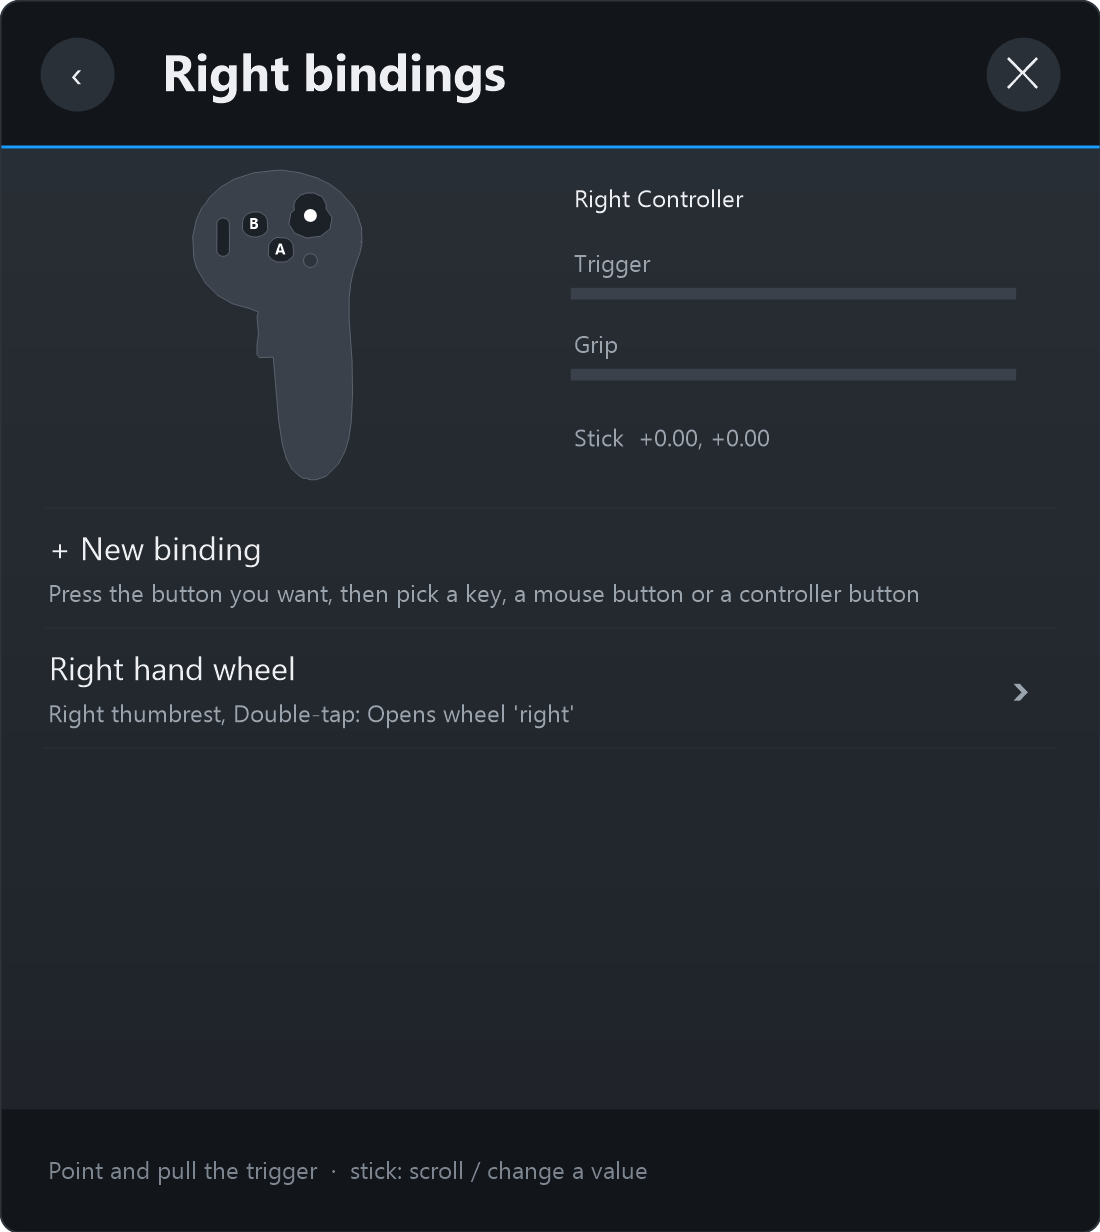 ‹ Right bindings
B
A
Right Controller
Trigger
Grip
Stick +0.00, +0.00
+ New binding
Press the button you want, then pick a key, a mouse button or a controller button
Right hand wheel
Right thumbrest, Double-tap: Opens wheel 'right'
Point and pull the trigger · stick: scroll / change a value